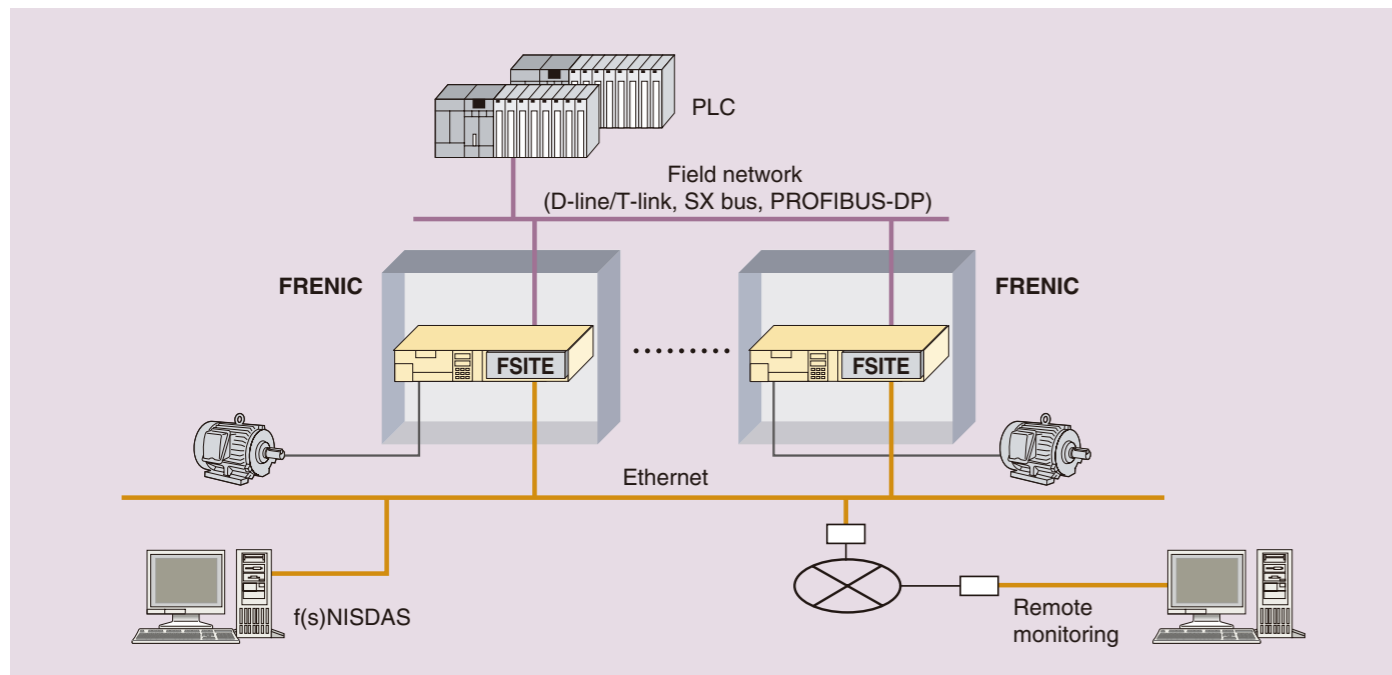 PLC
Field network
(D-line/T-link, SX bus, PROFIBUS-DP)
FRENIC
FRENIC
FSITE
FSITE
Ethernet
f(s)NISDAS
Remote
monitoring